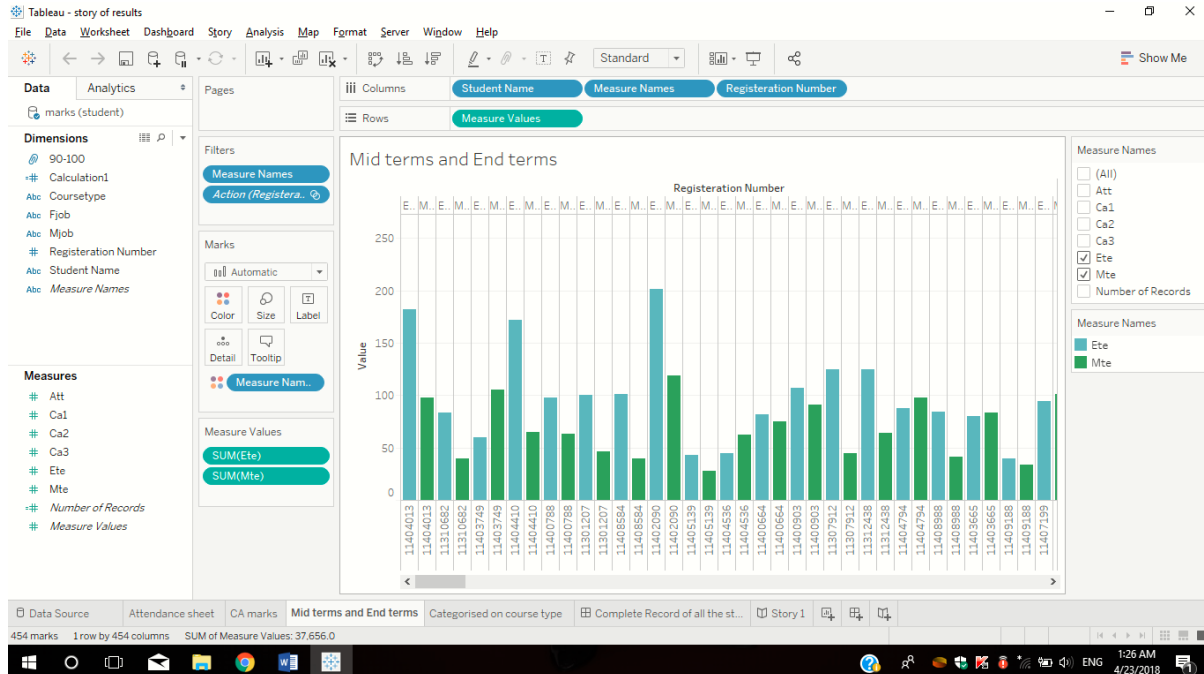 Tableau - story of results
File Data Worksheet Dashboard Story Analysis Map Format Server Window Help
Standard
Show Me
Data Analytics
marks (student)
Dimensions
90-100
Calculation1
Abc Coursetype
Abc Fjob
Abc Mjob
# Registeration Number
Abc Student Name
Abc Measure Names
Measures
# Att
# Ca1
# Ca2
# Ca3
# Ete
# Mte
Number of Records
# Measure Values
Pages
Filters
Measure Names
Action (Registera..
Marks
Automatic
Color Size Label
Detail Tooltip
Measure Nam..
Measure Values
SUM(Ete)
SUM(Mte)
Columns Student Name Measure Names Registeration Number
Rows Measure Values
Mid terms and End terms
Registeration Number
E.. M.. E.. M.. E.. M.. E.. M.. E.. M.. E.. M.. E.. M.. E.. M.. E.. M.. E.. M.. E.. M.. E.. M.. E.. M.. E.. M.. E.. M.. E.. M.. E.. M.. E.. M.. E..
Value
250
200
150
100
50
0
11404013
11404013
11310682
11310682
11403749
11403749
11404410
11404410
11400788
11400788
11301207
11301207
11408584
11408584
11402090
11402090
11405139
11405139
11404536
11404536
11400664
11400664
11400903
11400903
11307912
11307912
11312438
11312438
11404794
11404794
11408988
11408988
11403665
11403665
11409188
11409188
11407199
Measure Names
(All)
Att
Ca1
Ca2
Ca3
Ete
Mte
Number of Records
Measure Names
Ete
Mte
Data Source Attendance sheet CA marks Mid terms and End terms Categorised on course type Complete Record of all the st... Story 1
454 marks 1 row by 454 columns SUM of Measure Values: 37,656.0
ENG
1:26 AM
4/23/2018